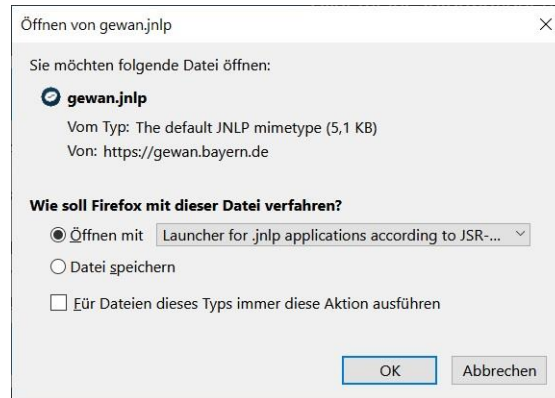 Öffnen von gewan.jnlp
Sie möchten folgende Datei öffnen:
gewan.jnlp
Vom Typ: The default JNLP mimetype (5,1 KB)
Von: https://gewan.bayern.de
Wie soll Firefox mit dieser Datei verfahren?
Öffnen mit Launcher for .jnlp applications according to JSR-...
Datei speichern
Für Dateien dieses Typs immer diese Aktion ausführen
OK Abbrechen